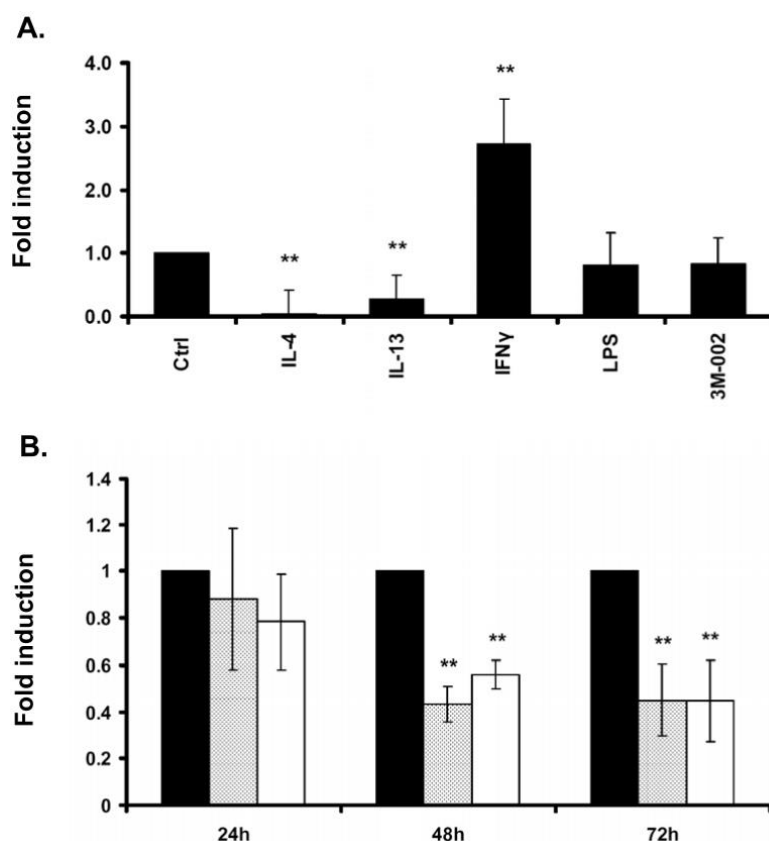 A.
Fold induction
4.0
3.0
2.0
1.0
0.0
**
**
**
Ctrl
IL-4
IL-13
IFNγ
LPS
3M-002
B.
Fold induction
1.4
1.2
1
0.8
0.6
0.4
0.2
0
**
**
**
**
24h
48h
72h